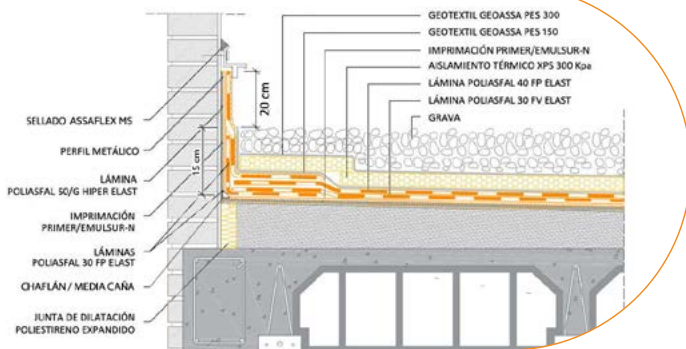 GEOTEXTIL GEOASSA PES 300
GEOTEXTIL GEOASSA PES 150
IMPRIMACIÓN PRIMER/EMULSUR-N
AISLAMIENTO TÉRMICO XPS 300 Kpa
LÁMINA POLIASFAL 40 FP ELAST
LÁMINA POLIASFAL 30 FV ELAST
GRAVA
20 cm
15 cm
SELLADO ASSAFLEX MS
PERFIL METÁLICO
LÁMINA
POLIASFAL 50/G HIPER ELAST
IMPRIMACIÓN
PRIMER/EMULSUR-N
LÁMINAS
POLIASFAL 30 FP ELAST
CHAFLÁN / MEDIA CAÑA
JUNTA DE DILATACIÓN
POLIESTIRENO EXPANDIDO